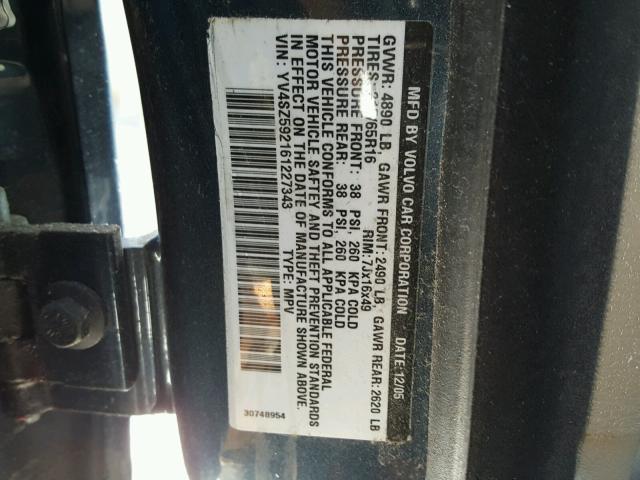 MFD BY VOLVO CAR CORPORATION DATE:12/05
GVWR: 4890 LB, GAWR FRONT: 2490 LB, GAWR REAR: 2620 LB
TIRES: 65R16 RIM: 7Jx16x49
PRESSURE FRONT: 38 PSI, 260 KPA COLD
PRESSURE REAR: 38 PSI, 260 KPA COLD
THIS VEHICLE CONFORMS TO ALL APPLICABLE FEDERAL
MOTOR VEHICLE SAFTEY AND THEFT PREVENTION STANDARDS
IN EFFECT ON THE DATE OF MANUFACTURE SHOWN ABOVE.
VIN: YV4SZ592161227343 TYPE: MPV
30748954